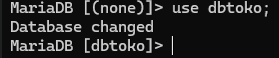 MariaDB [(none)]> use dbtoko;
Database changed
MariaDB [dbtoko]>